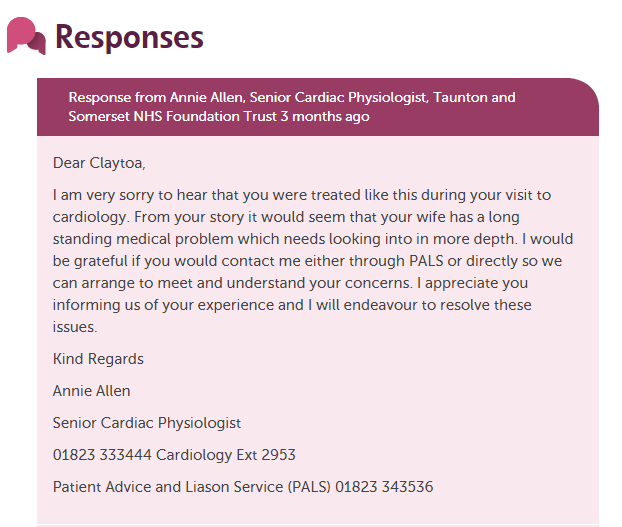 Responses
Response from Annie Allen, Senior Cardiac Physiologist, Taunton and
Somerset NHS Foundation Trust 3 months ago
Dear Claytoa,
I am very sorry to hear that you were treated like this during your visit to
cardiology. From your story it would seem that your wife has a long
standing medical problem which needs looking into in more depth. I would
be grateful if you would contact me either through PALS or directly so we
can arrange to meet and understand your concerns. I appreciate you
informing us of your experience and I will endeavour to resolve these
issues.
Kind Regards
Annie Allen
Senior Cardiac Physiologist
01823 333444 Cardiology Ext 2953
Patient Advice and Liason Service (PALS) 01823 343536